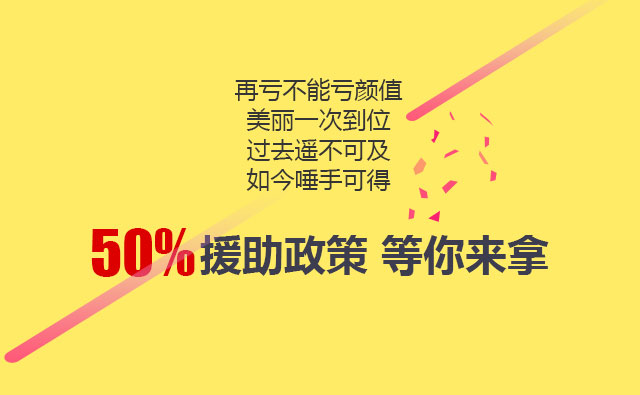 再亏不能亏颜值
美丽一次到位
过去遥不可及
如今唾手可得
50%援助政策 等你来拿